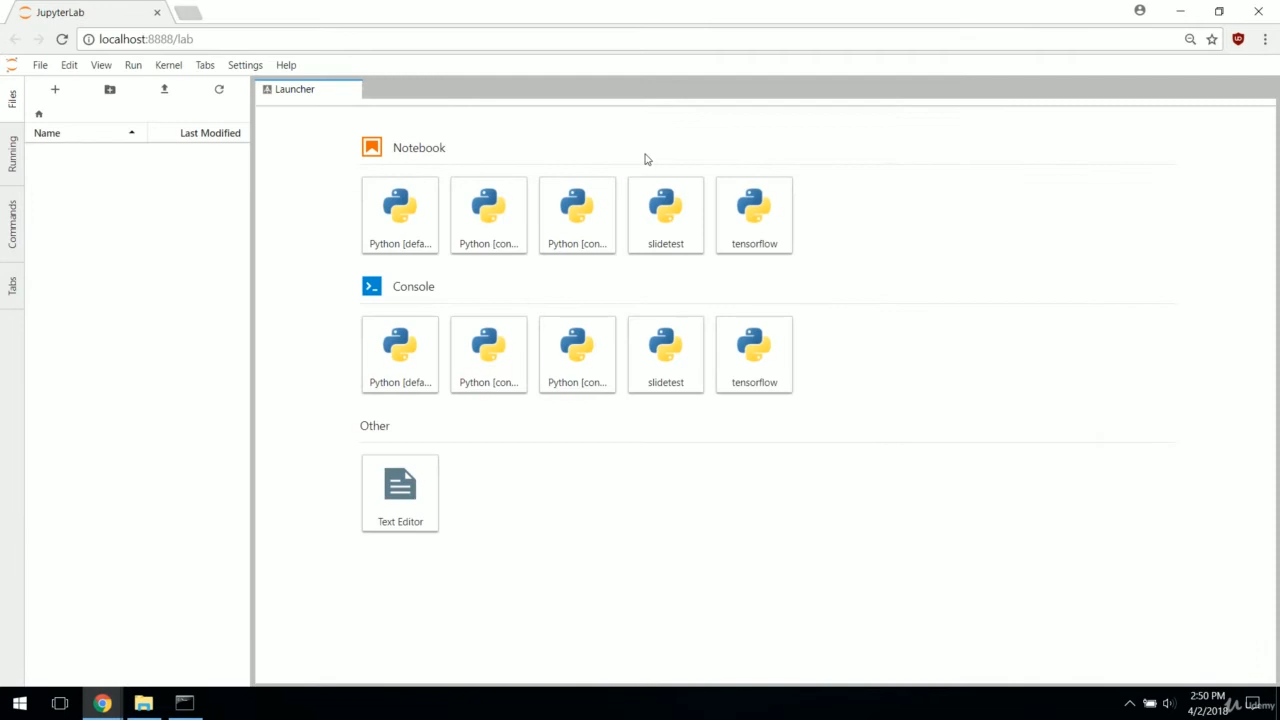 JupyterLab
localhost:8888/lab
File Edit View Run Kernel Tabs Settings Help
Files
Running
Commands
Tabs
Name Last Modified
Launcher
Notebook
Python [defa... Python [con... Python [con... slidetest tensorflow
Console
Python [defa... Python [con... Python [con... slidetest tensorflow
Other
Text Editor
2:50 PM
4/2/2018
Udemy